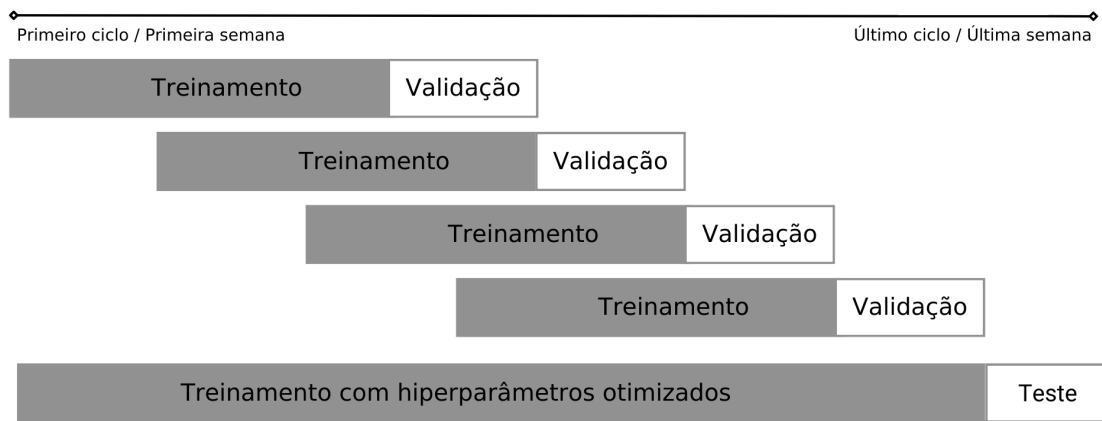 Primeiro ciclo / Primeira semana
Último ciclo / Última semana
Treinamento
Validação
Treinamento
Validação
Treinamento
Validação
Treinamento
Validação
Treinamento com hiperparâmetros otimizados
Teste